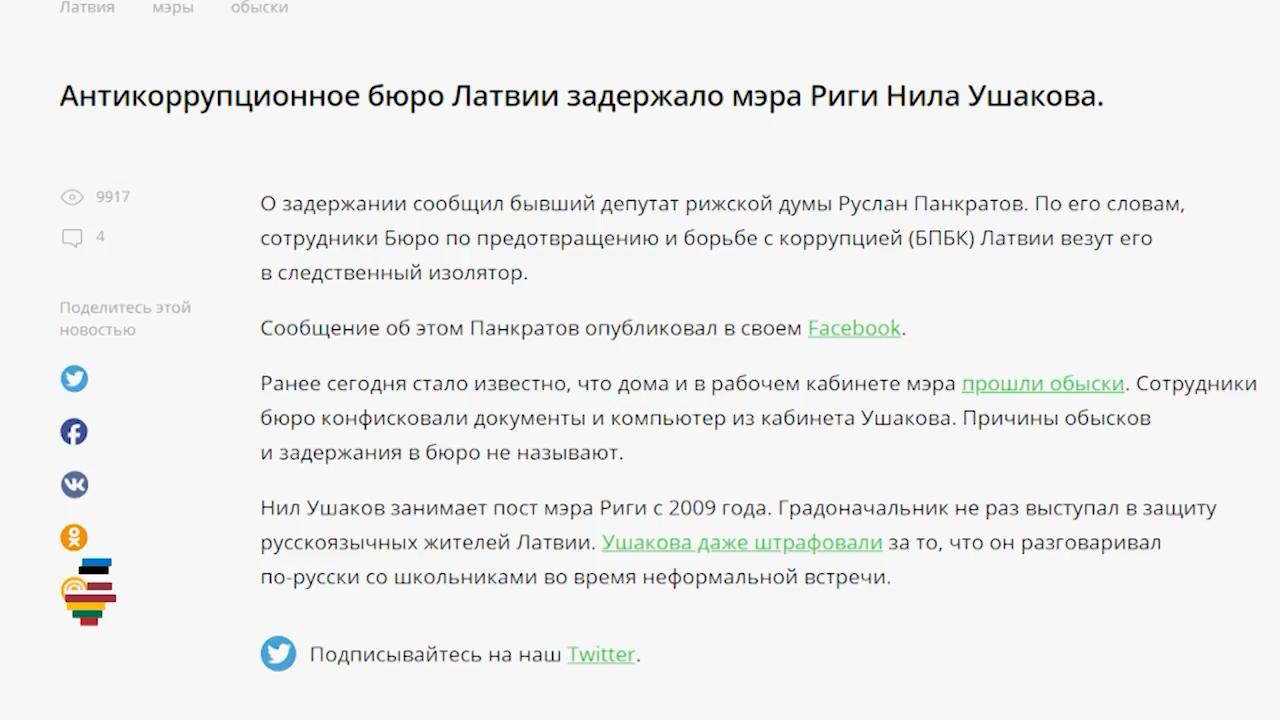 Латвия мэры обыски
Антикоррупционное бюро Латвии задержало мэра Риги Нила Ушакова.
9917
4
Поделитесь этой
новостью
О задержании сообщил бывший депутат рижской думы Руслан Панкратов. По его словам,
сотрудники Бюро по предотвращению и борьбе с коррупцией (БПБК) Латвии везут его
в следственный изолятор.
Сообщение об этом Панкратов опубликовал в своем Facebook.
Ранее сегодня стало известно, что дома и в рабочем кабинете мэра прошли обыски. Сотрудники
бюро конфисковали документы и компьютер из кабинета Ушакова. Причины обысков
и задержания в бюро не называют.
Нил Ушаков занимает пост мэра Риги с 2009 года. Градоначальник не раз выступал в защиту
русскоязычных жителей Латвии. Ушакова даже штрафовали за то, что он разговаривал
по-русски со школьниками во время неформальной встречи.
Подписывайтесь на наш Twitter.